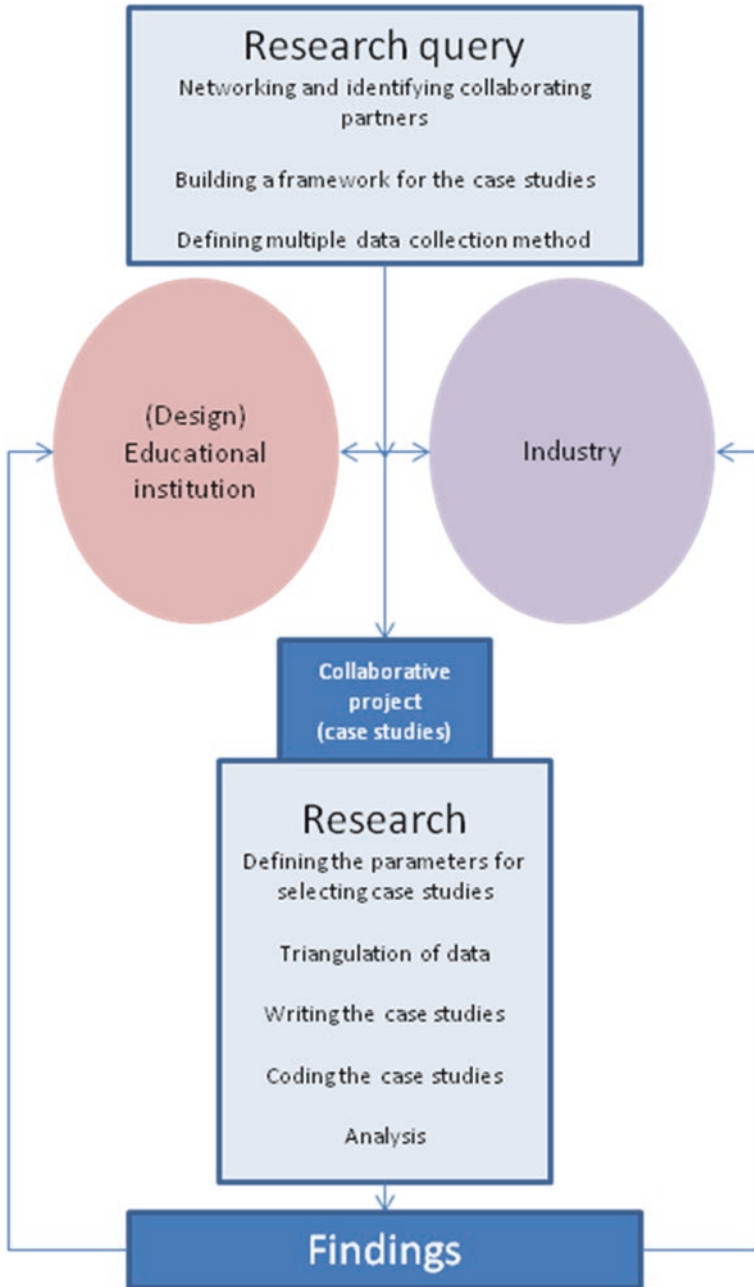 Research query
Networking and identifying collaborating
partners
Building a framework for the case studies
Defining multiple data collection method
(Design)
Educational
institution
Industry
Collaborative
project
(case studies)
Research
Defining the parameters for
selecting case studies
Triangulation of data
Writing the case studies
Coding the case studies
Analysis
Findings